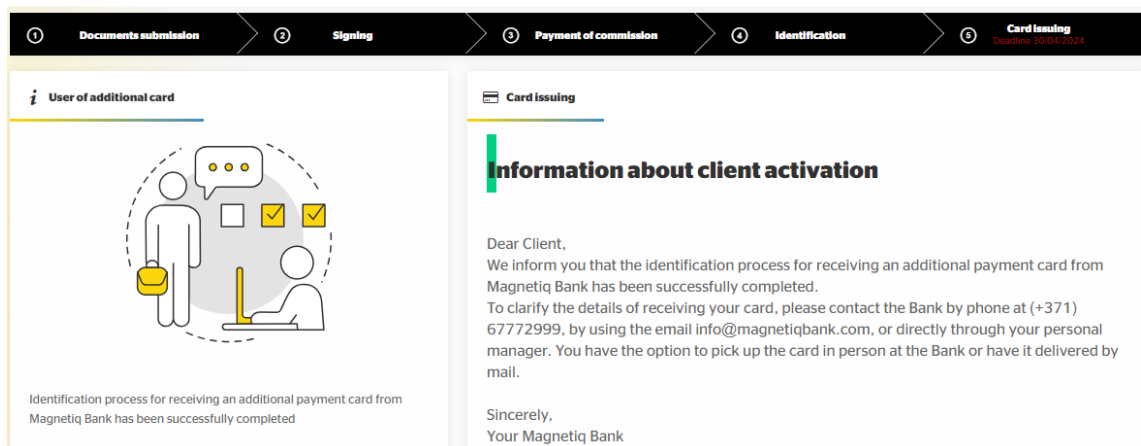 1 Documents submission
2 Signing
3 Payment of commission
4 Identification
5 Card issuing
Deadline 30/04/2024
i User of additional card
Identification process for receiving an additional payment card from
Magnetiq Bank has been successfully completed
Card issuing
Information about client activation
Dear Client,
We inform you that the identification process for receiving an additional payment card from
Magnetiq Bank has been successfully completed.
To clarify the details of receiving your card, please contact the Bank by phone at (+371)
67772999, by using the email info@magnetiqbank.com, or directly through your personal
manager. You have the option to pick up the card in person at the Bank or have it delivered by
mail.
Sincerely,
Your Magnetiq Bank